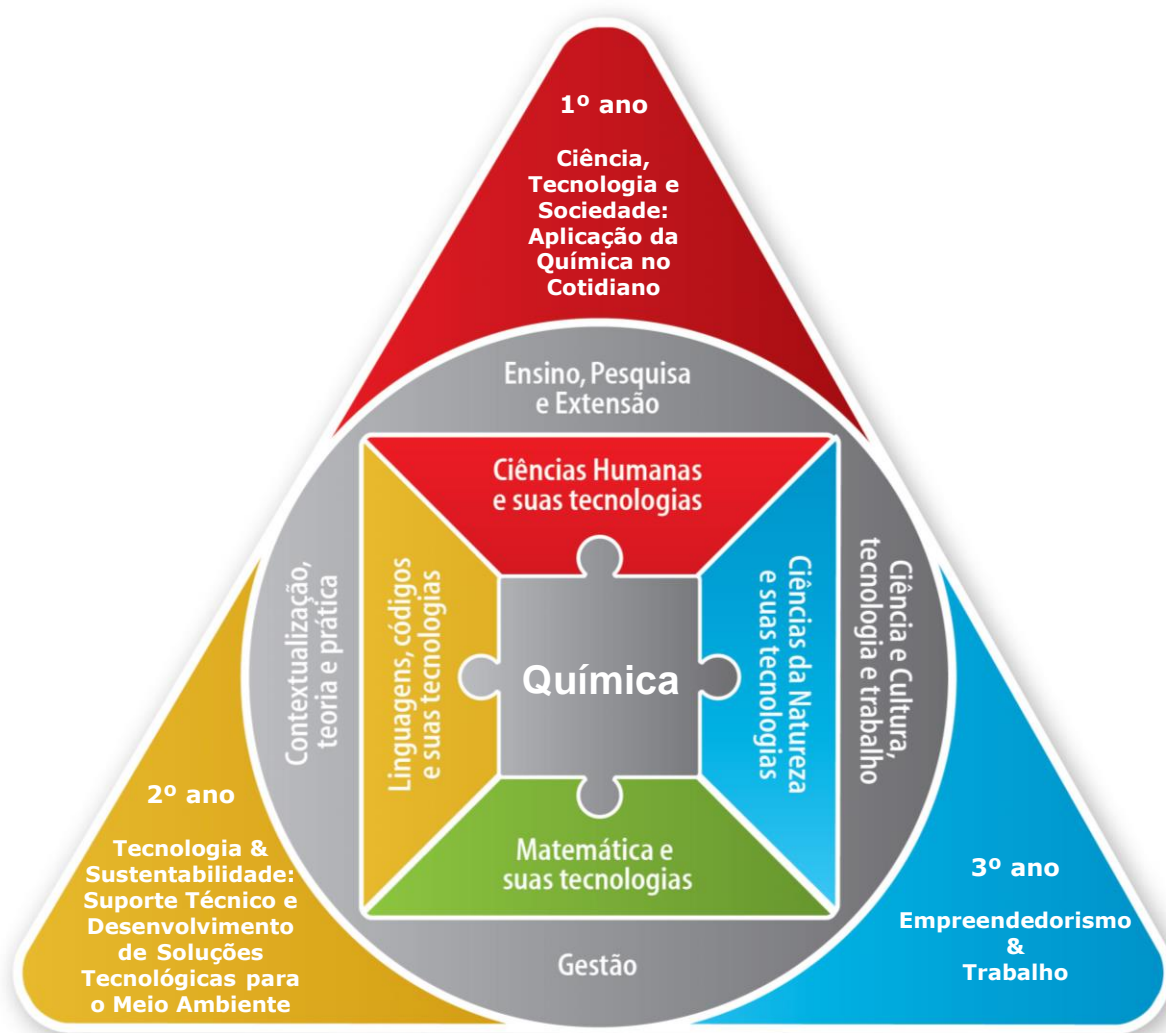 1º ano
Ciência,
Tecnologia e
Sociedade:
Aplicação da
Química no
Cotidiano
Ensino, Pesquisa
e Extensão
Ciências Humanas
e suas tecnologias
Contextualização,
teoria e prática
Linguagens, códigos
e suas tecnologias
Química
Ciências da Natureza
e suas tecnologias
Ciência e Cultura,
tecnologia e trabalho
Matemática e
suas tecnologias
Gestão
2º ano
Tecnologia &
Sustentabilidade:
Suporte Técnico e
Desenvolvimento
de Soluções
Tecnológicas para
o Meio Ambiente
3º ano
Empreendedorismo
&
Trabalho